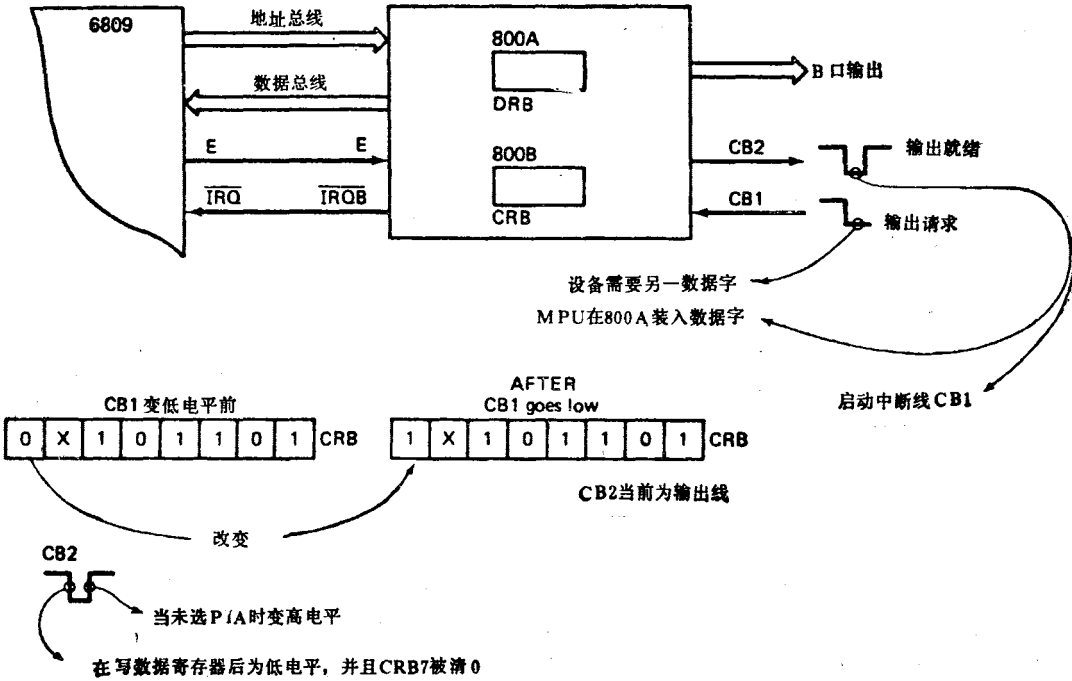 6809
地址总线
800A
DRB
B口输出
数据总线
E E
800B
CRB
CB2
输出就绪
IRQ IRQB
CB1
输出请求
设备需要另一数据字
MPU在800A装入数据字
启动中断线CB1
CB1变低电平前
0 X 1 0 1 1 0 1 CRB
AFTER
CB1 goes low
1 X 1 0 1 1 0 1 CRB
CB2当前为输出线
改变
CB2
当未选PIA时变高电平
在写数据寄存器后为低电平，并且CRB7被清0